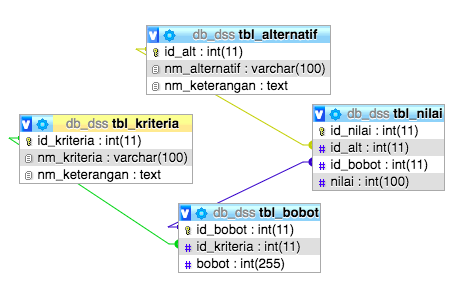 db_dss tbl_alternatif
id_alt : int(11)
nm_alternatif : varchar(100)
nm_keterangan : text
db_dss tbl_kriteria
id_kriteria : int(11)
nm_kriteria : varchar(100)
nm_keterangan : text
db_dss tbl_nilai
id_nilai : int(11)
id_alt : int(11)
id_bobot : int(11)
nilai : int(100)
db_dss tbl_bobot
id_bobot : int(11)
id_kriteria : int(11)
bobot : int(255)